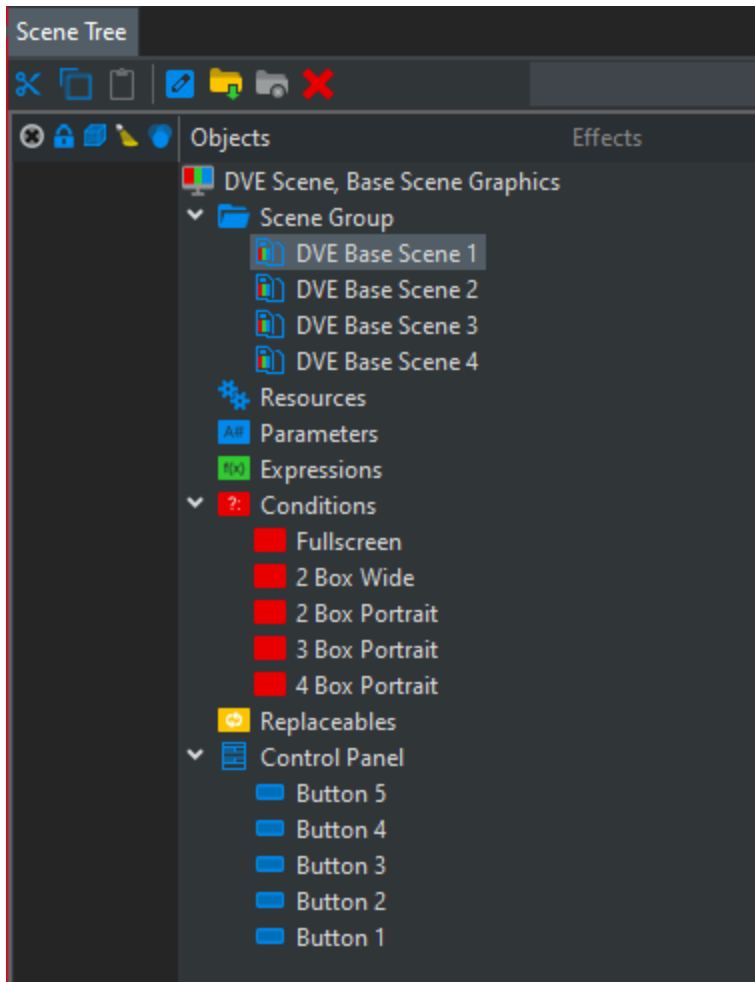 Scene Tree
Objects Effects
DVE Scene, Base Scene Graphics
Scene Group
DVE Base Scene 1
DVE Base Scene 2
DVE Base Scene 3
DVE Base Scene 4
Resources
A# Parameters
f(x) Expressions
?: Conditions
Fullscreen
2 Box Wide
2 Box Portrait
3 Box Portrait
4 Box Portrait
Replaceables
Control Panel
Button 5
Button 4
Button 3
Button 2
Button 1